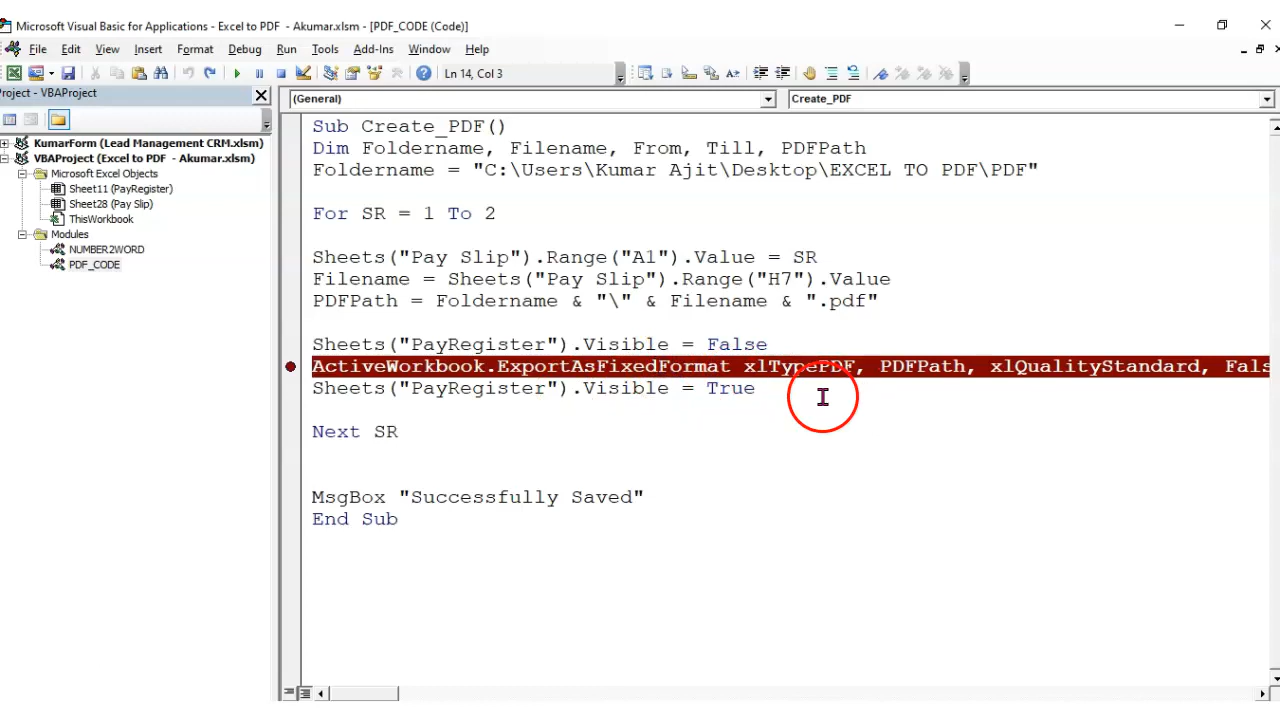 Microsoft Visual Basic for Applications - Excel to PDF - Akumar.xlsm - [PDF_CODE (Code)]
File Edit View Insert Format Debug Run Tools Add-Ins Window Help
Ln 14, Col 3
Project - VBAProject
(General)
Create_PDF
KumarForm (Lead Management CRM.xlsm)
VBAProject (Excel to PDF - Akumar.xlsm)
Microsoft Excel Objects
Sheet11 (PayRegister)
Sheet28 (Pay Slip)
ThisWorkbook
Modules
NUMBER2WORD
PDF_CODE
Sub Create_PDF()
Dim Foldername, Filename, From, Till, PDFPath
Foldername = "C:\Users\Kumar Ajit\Desktop\EXCEL TO PDF\PDF"
For SR = 1 To 2
Sheets("Pay Slip").Range("A1").Value = SR
Filename = Sheets("Pay Slip").Range("H7").Value
PDFPath = Foldername & "\" & Filename & ".pdf"
Sheets("PayRegister").Visible = False
ActiveWorkbook.ExportAsFixedFormat xlTypePDF, PDFPath, xlQualityStandard, Fals
Sheets("PayRegister").Visible = True
Next SR
MsgBox "Successfully Saved"
End Sub